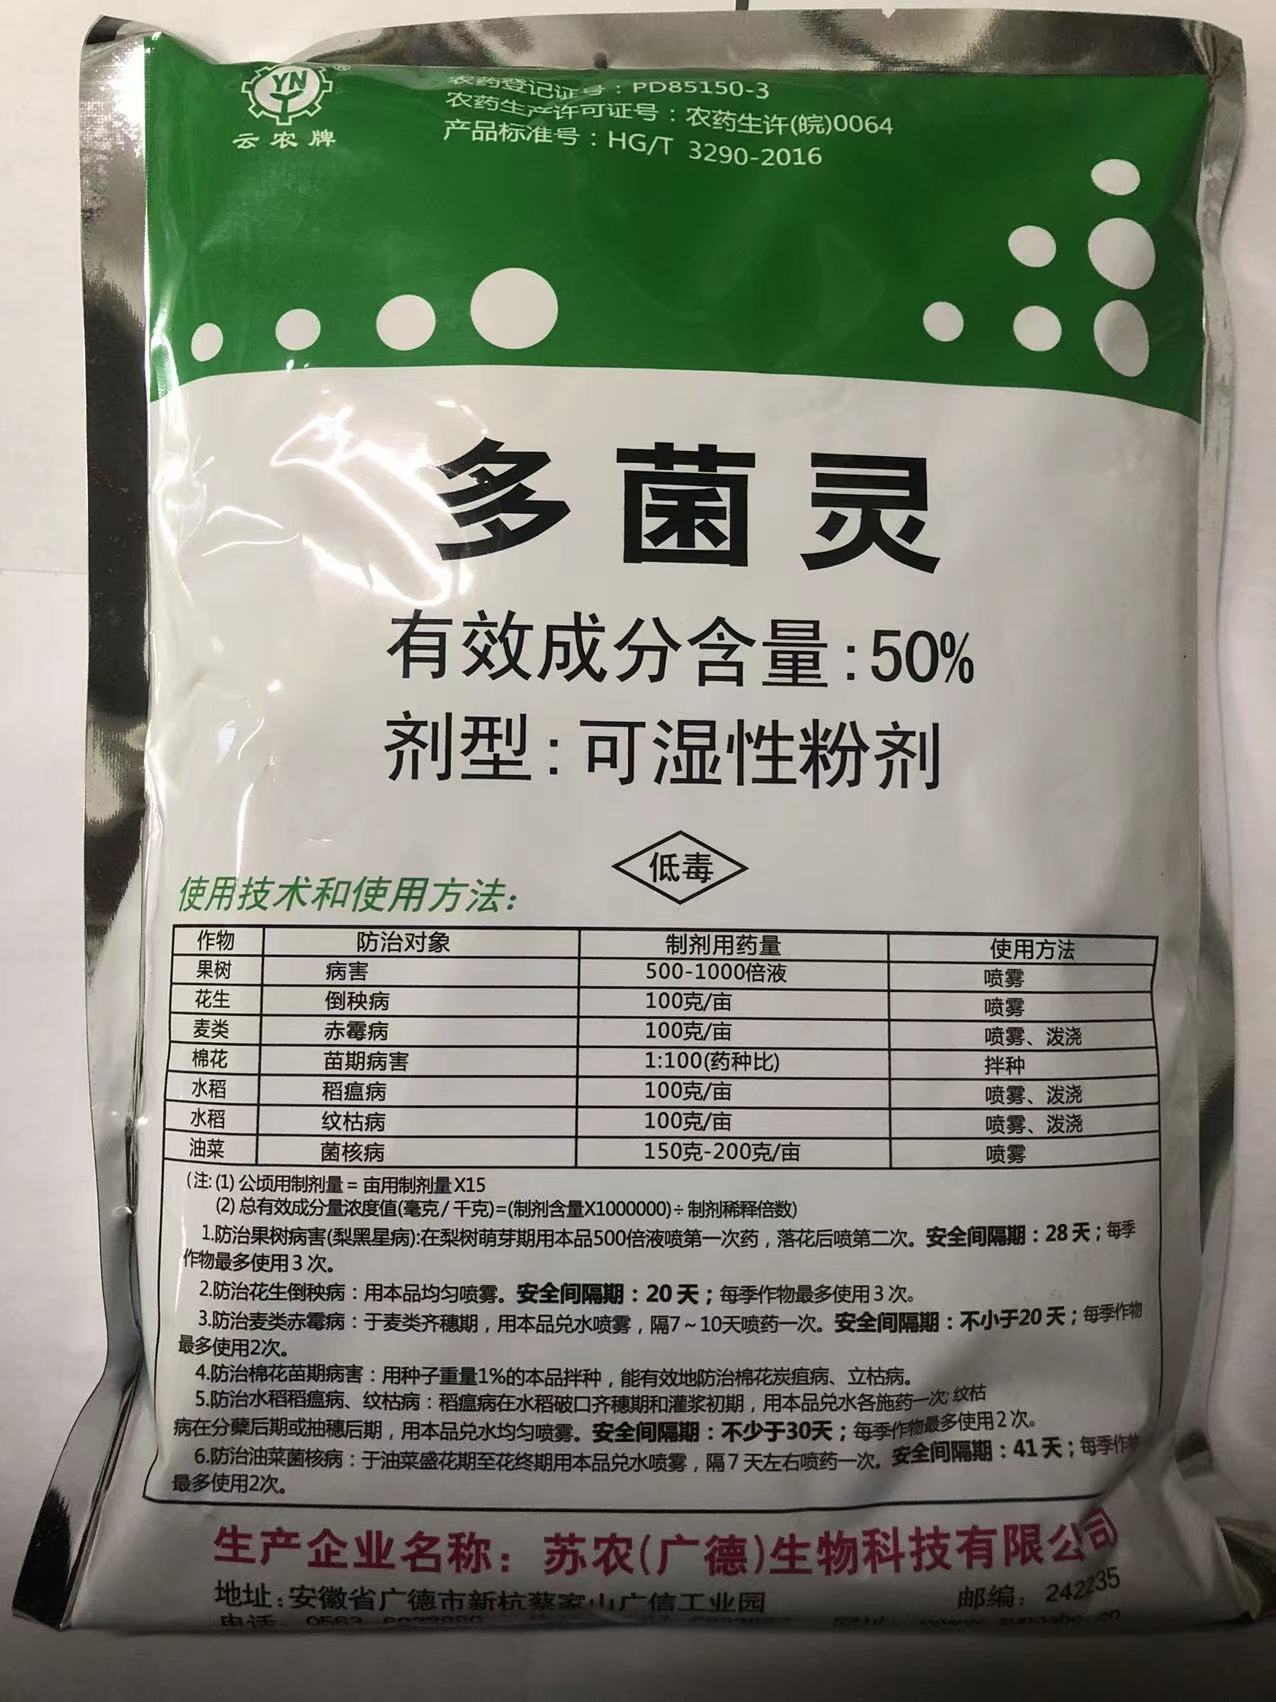 YN
®
云农牌
农药登记证号：PD85150-3
农药生产许可证号：农药生许(皖)0064
产品标准号：HG/T 3290-2016
多菌灵
有效成分含量:50%
剂型:可湿性粉剂
低毒
使用技术和使用方法：
作物 防治对象 制剂用药量 使用方法
果树 病害 500-1000倍液 喷雾
花生 倒秧病 100克/亩 喷雾
麦类 赤霉病 100克/亩 喷雾、泼浇
棉花 苗期病害 1:100(药种比) 拌种
水稻 稻瘟病 100克/亩 喷雾、泼浇
水稻 纹枯病 100克/亩 喷雾、泼浇
油菜 菌核病 150克-200克/亩 喷雾
(注:(1) 公顷用制剂量 = 亩用制剂量 X15
(2) 总有效成分量浓度值(毫克/千克)=(制剂含量X1000000)÷ 制剂稀释倍数)
1.防治果树病害(梨黑星病):在梨树萌芽期用本品500倍液喷第一次药，落花后喷第二次。安全间隔期：28天；每季
作物最多使用3次。
2.防治花生倒秧病：用本品均匀喷雾。安全间隔期：20天；每季作物最多使用3次。
3.防治麦类赤霉病：于麦类齐穗期，用本品兑水喷雾，隔7～10天喷药一次。安全间隔期：不小于20天；每季作物
最多使用2次。
4.防治棉花苗期病害：用种子重量1%的本品拌种，能有效地防治棉花炭疽病、立枯病。
5.防治水稻稻瘟病、纹枯病：稻瘟病在水稻破口齐穗期和灌浆初期，用本品兑水各施药一次;纹枯
病在分蘖后期或抽穗后期，用本品兑水均匀喷雾。安全间隔期：不少于30天；每季作物最多使用2次。
6.防治油菜菌核病：于油菜盛花期至花终期用本品兑水喷雾，隔7天左右喷药一次。安全间隔期：41天；每季作物
最多使用2次。
生产企业名称：苏农(广德)生物科技有限公司
地址:安徽省广德市新杭蔡家山广信工业园 邮编：242235
电话：0563-